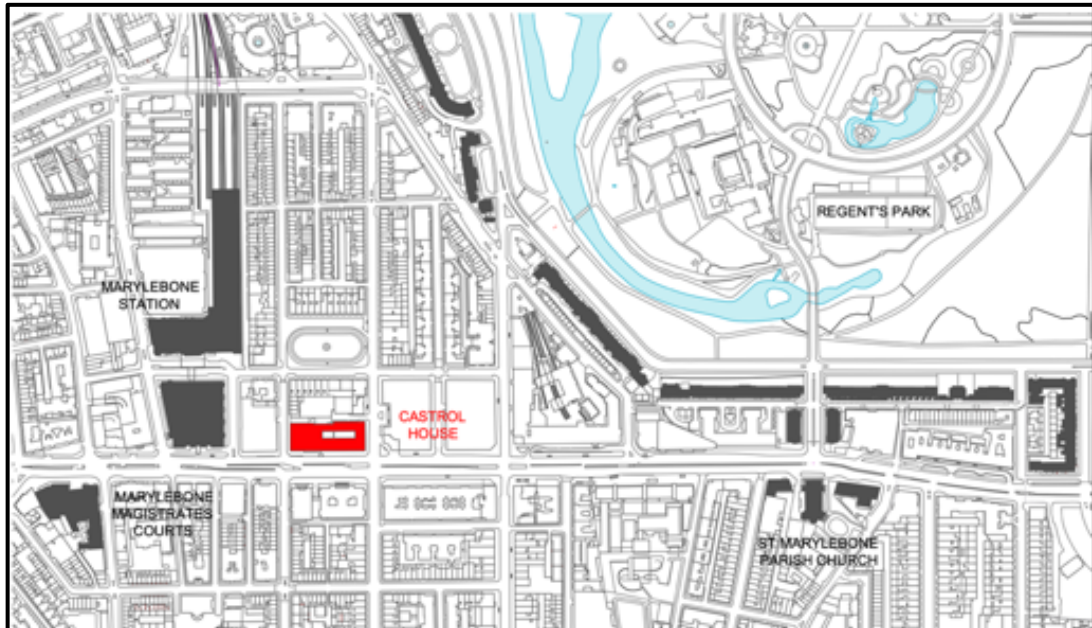 REGENT'S PARK
MARYLEBONE
STATION
CASTROL
HOUSE
MARYLEBONE
MAGISTRATES
COURTS
ST MARYLEBONE
PARISH CHURCH